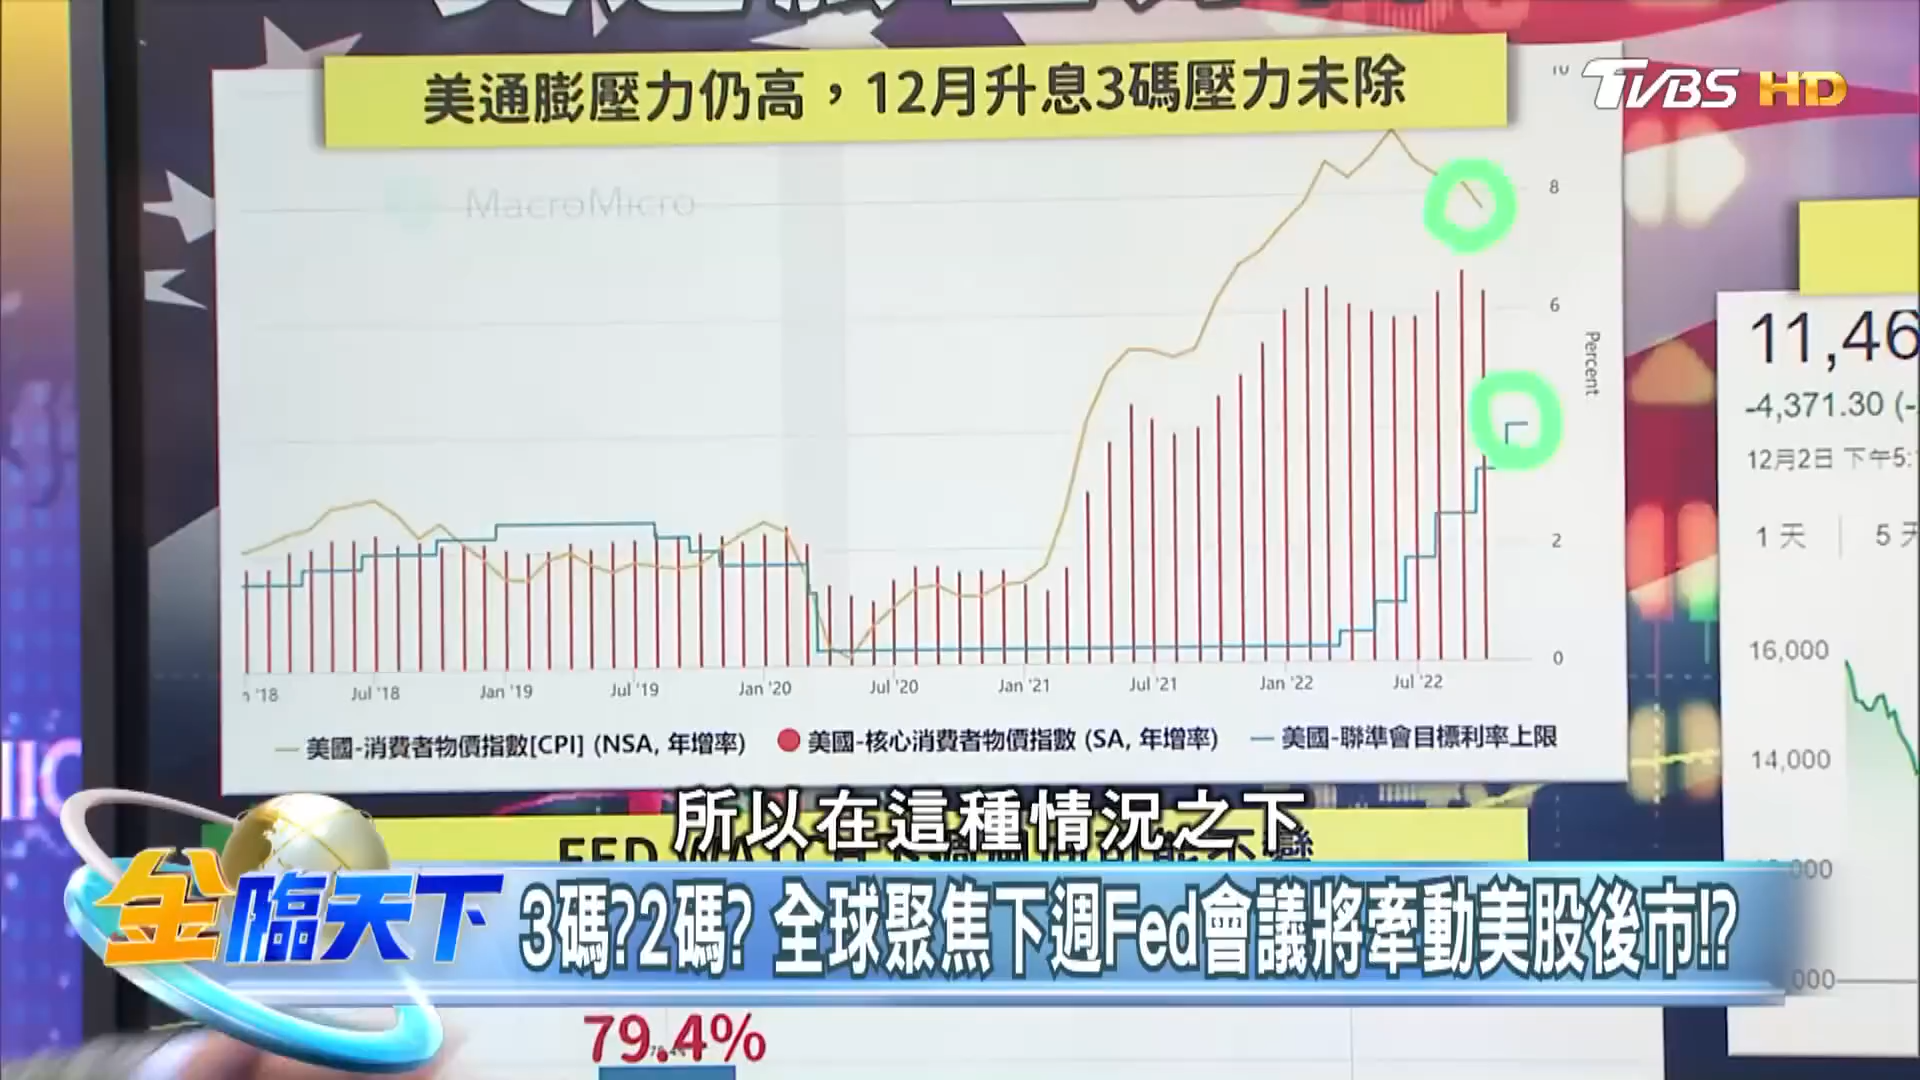 美通膨壓力仍高，12月升息3碼壓力未除
TVBS HD
MacroMicro
10
8
6
2
0
Percent
Jul '18
Jan '19
Jul '19
Jan '20
Jul '20
Jan '21
Jul '21
Jan '22
Jul '22
美國-消費者物價指數[CPI] (NSA, 年增率)
美國-核心消費者物價指數 (SA, 年增率)
美國-聯準會目標利率上限
11,46
-4,371.30 (-
12月2日 下午5:
1 天
5 天
16,000
14,000
所以在這種情況之下
金臨天下
3碼?2碼? 全球聚焦下週Fed會議將牽動美股後市!?
79.4%